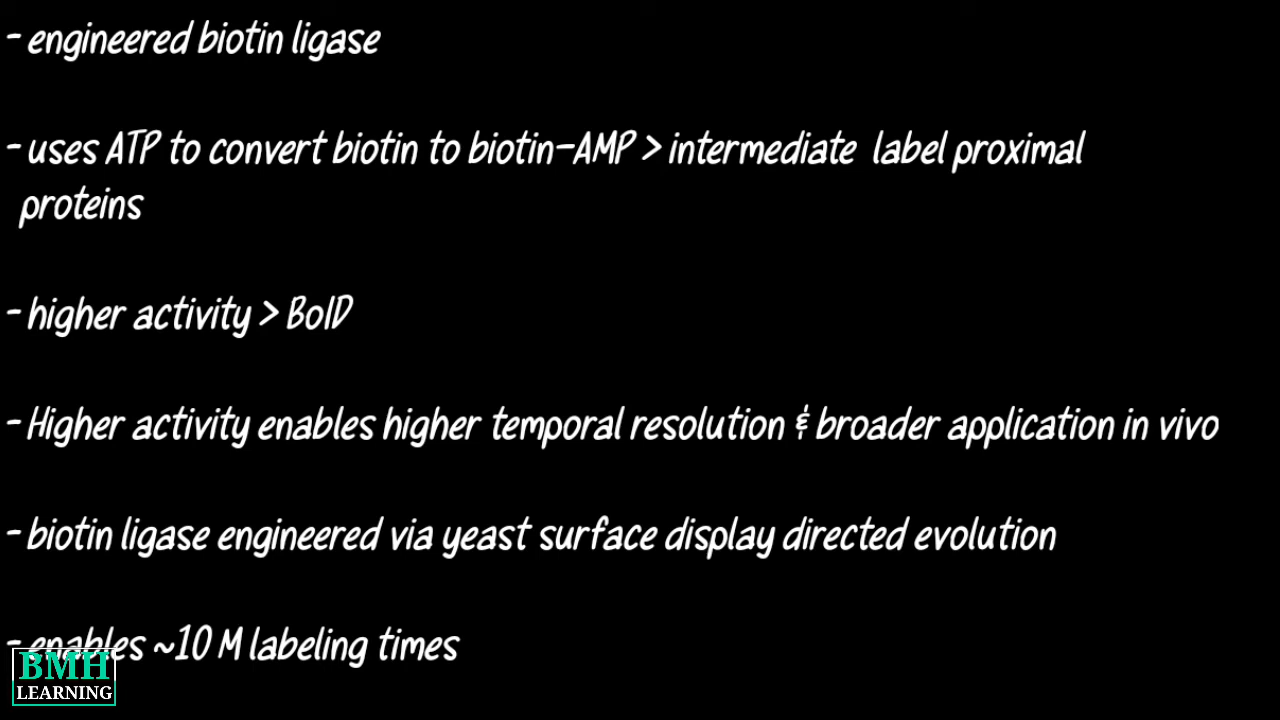 - engineered biotin ligase
- uses ATP to convert biotin to biotin-AMP > intermediate label proximal
proteins
- higher activity > BoID
- Higher activity enables higher temporal resolution & broader application in vivo
- biotin ligase engineered via yeast surface display directed evolution
- enables ~10 M labeling times
BMH
LEARNING